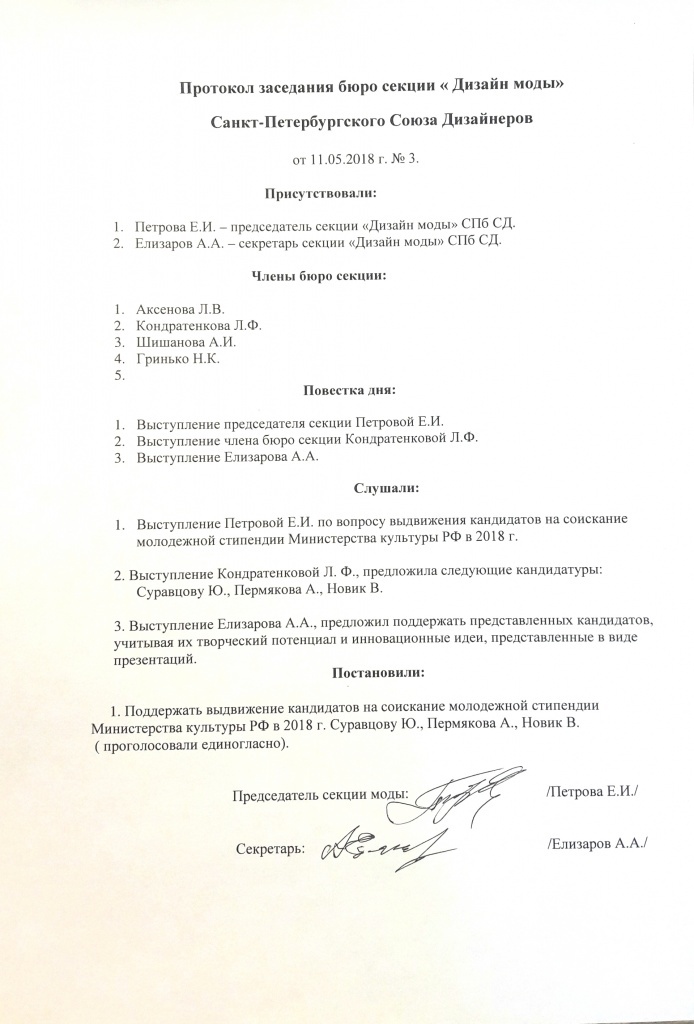 Протокол заседания бюро секции « Дизайн моды»
Санкт-Петербургского Союза Дизайнеров
от 11.05.2018 г. № 3.
Присутствовали:
1. Петрова Е.И. – председатель секции «Дизайн моды» СПб СД.
2. Елизаров А.А. – секретарь секции «Дизайн моды» СПб СД.
Члены бюро секции:
1. Аксенова Л.В.
2. Кондратенкова Л.Ф.
3. Шишанова А.И.
4. Гринько Н.К.
5.
Повестка дня:
1. Выступление председателя секции Петровой Е.И.
2. Выступление члена бюро секции Кондратенковой Л.Ф.
3. Выступление Елизарова А.А.
Слушали:
1. Выступление Петровой Е.И. по вопросу выдвижения кандидатов на соискание
молодежной стипендии Министерства культуры РФ в 2018 г.
2. Выступление Кондратенковой Л. Ф., предложила следующие кандидатуры:
Суравцову Ю., Пермякова А., Новик В.
3. Выступление Елизарова А.А., предложил поддержать представленных кандидатов,
учитывая их творческий потенциал и инновационные идеи, представленные в виде
презентаций.
Постановили:
1. Поддержать выдвижение кандидатов на соискание молодежной стипендии
Министерства культуры РФ в 2018 г. Суравцову Ю., Пермякова А., Новик В.
( проголосовали единогласно).
Председатель секции моды: /Петрова Е.И./
Секретарь: /Елизаров А.А./